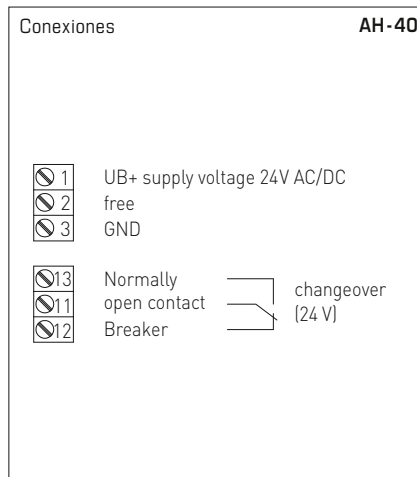 Conexiones AH-40
1 UB+ supply voltage 24V AC/DC
2 free
3 GND
13 Normally
11 open contact
12 Breaker
changeover
(24 V)